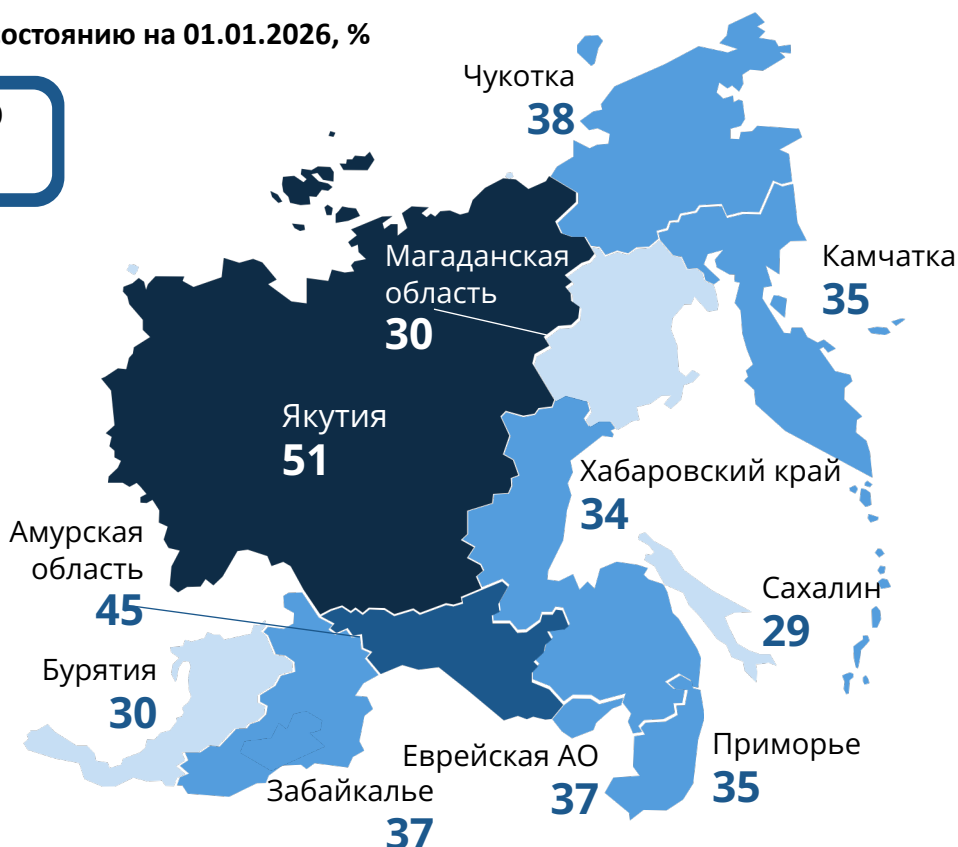 остоянию на 01.01.2026, %
Чукотка
38
Магаданская
область
30
Камчатка
35
Якутия
51
Хабаровский край
34
Амурская
область
45
Сахалин
29
Бурятия
30
Еврейская АО
37
Приморье
35
Забайкалье
37